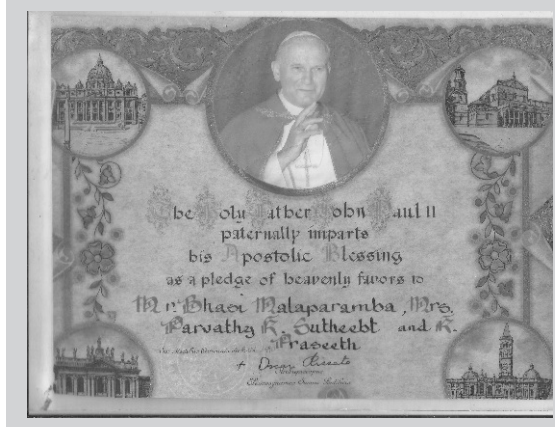 The Holy Father John Paul II
paternally imparts
his Apostolic Blessing
as a pledge of heavenly favors to
Mr. Bhasi Malaparamba, Mrs.
Parvathy K. Sutheebt and K.
Praseeth